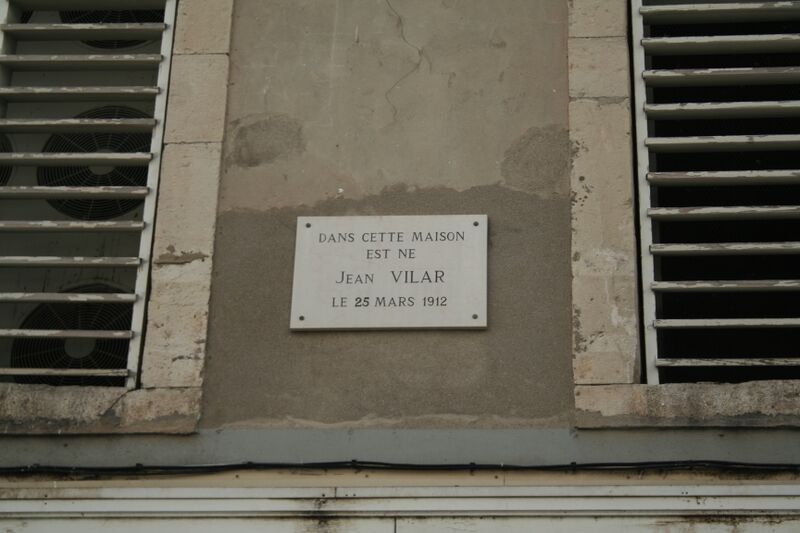 DANS CETTE MAISON
EST NE
JEAN VILAR
LE 25 MARS 1912